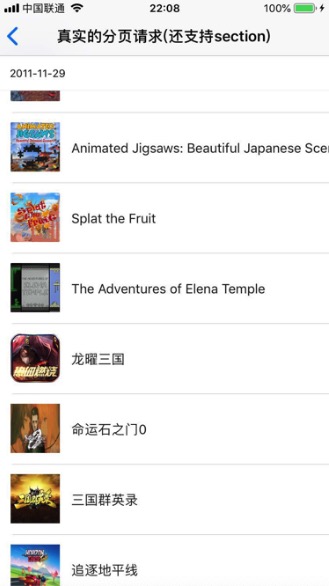 中国联通 22:08 100%
真实的分页请求(还支持section)
2011-11-29
Animated Jigsaws: Beautiful Japanese Scen
Splat the Fruit
The Adventures of Elena Temple
龙曜三国
命运石之门0
三国群英录
追逐地平线